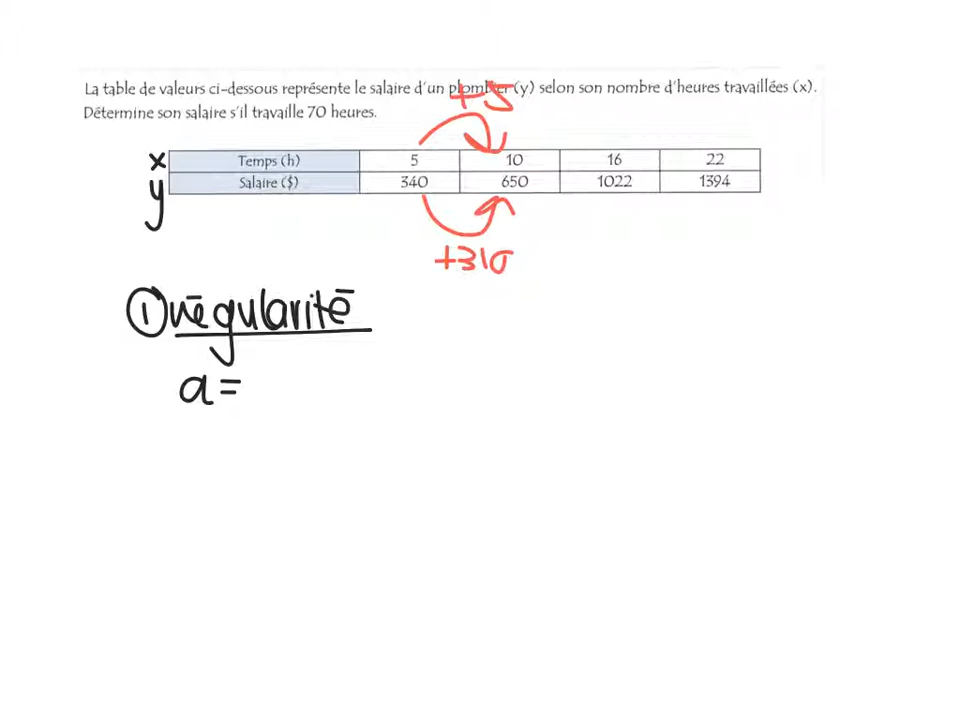 La table de valeurs ci-dessous représente le salaire d'un plombier (y) selon son nombre d'heures travaillées (x).
Détermine son salaire s'il travaille 70 heures.
+5
x Temps (h) 5 10 16 22
y Salaire ($) 340 650 1022 1394
+310
① régularité
a =